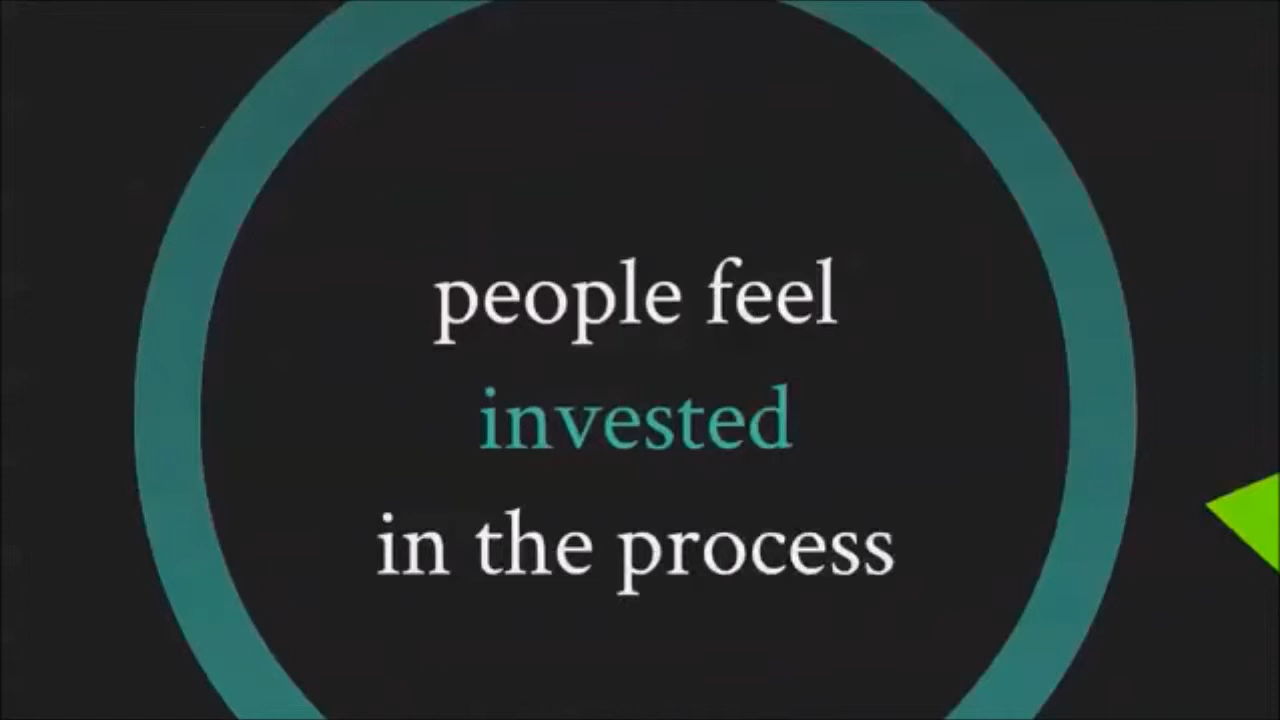 people feel
invested
in the process